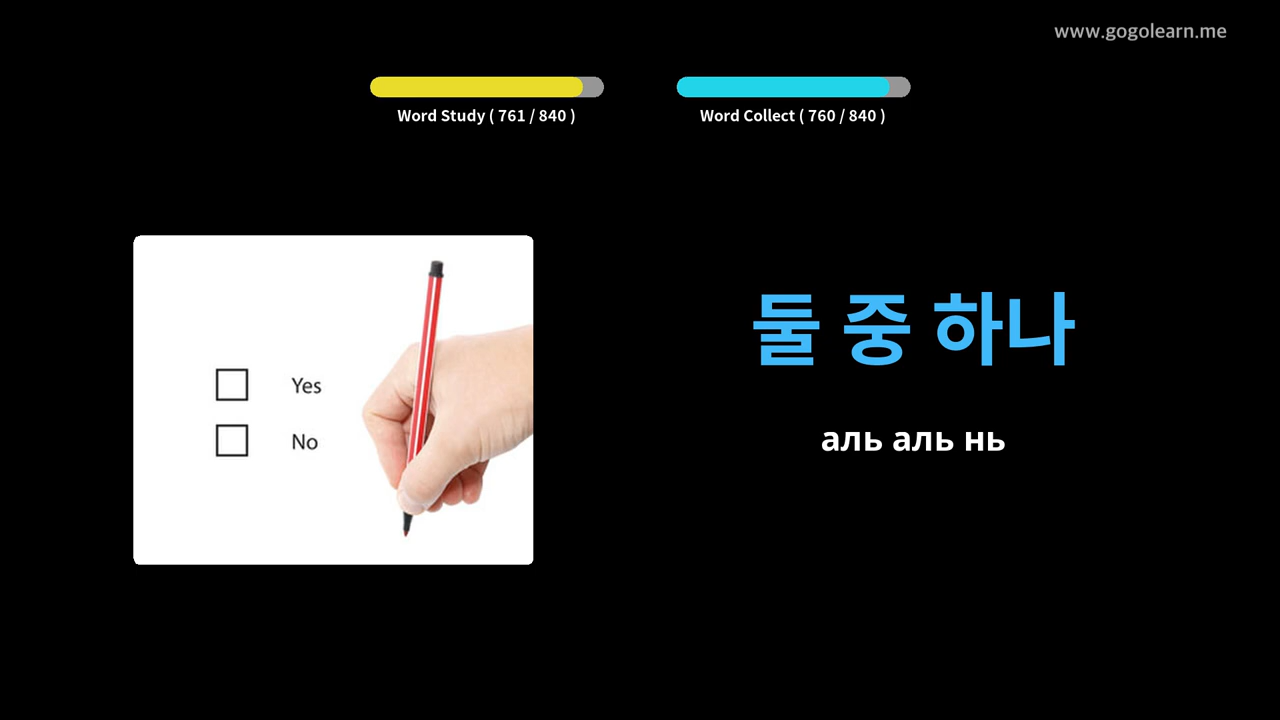 www.gogolearn.me
Word Study ( 761 / 840 )
Word Collect ( 760 / 840 )
Yes
No
둘 중 하나
аль аль нь